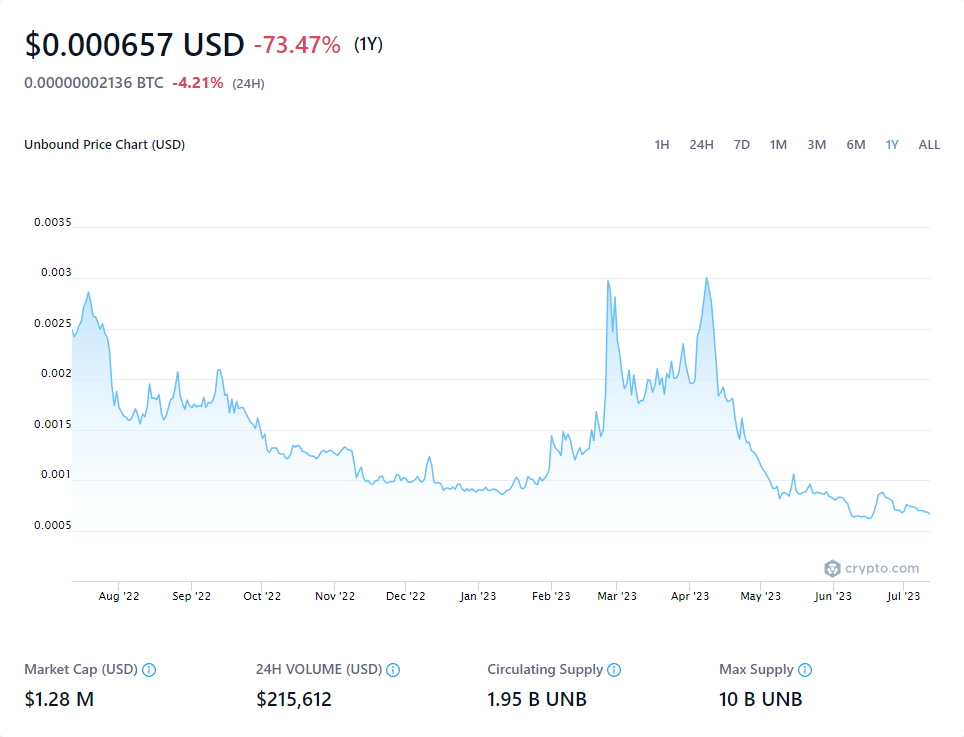 $0.000657 USD -73.47% (1Y)
0.00000002136 BTC -4.21% (24H)
Unbound Price Chart (USD) 1H 24H 7D 1M 3M 6M 1Y ALL
0.0035
0.003
0.0025
0.002
0.0015
0.001
0.0005
crypto.com
Aug '22 Sep '22 Oct '22 Nov '22 Dec '22 Jan '23 Feb '23 Mar '23 Apr '23 May '23 Jun '23 Jul '23
Market Cap (USD) 24H VOLUME (USD) Circulating Supply Max Supply
$1.28 M $215,612 1.95 B UNB 10 B UNB